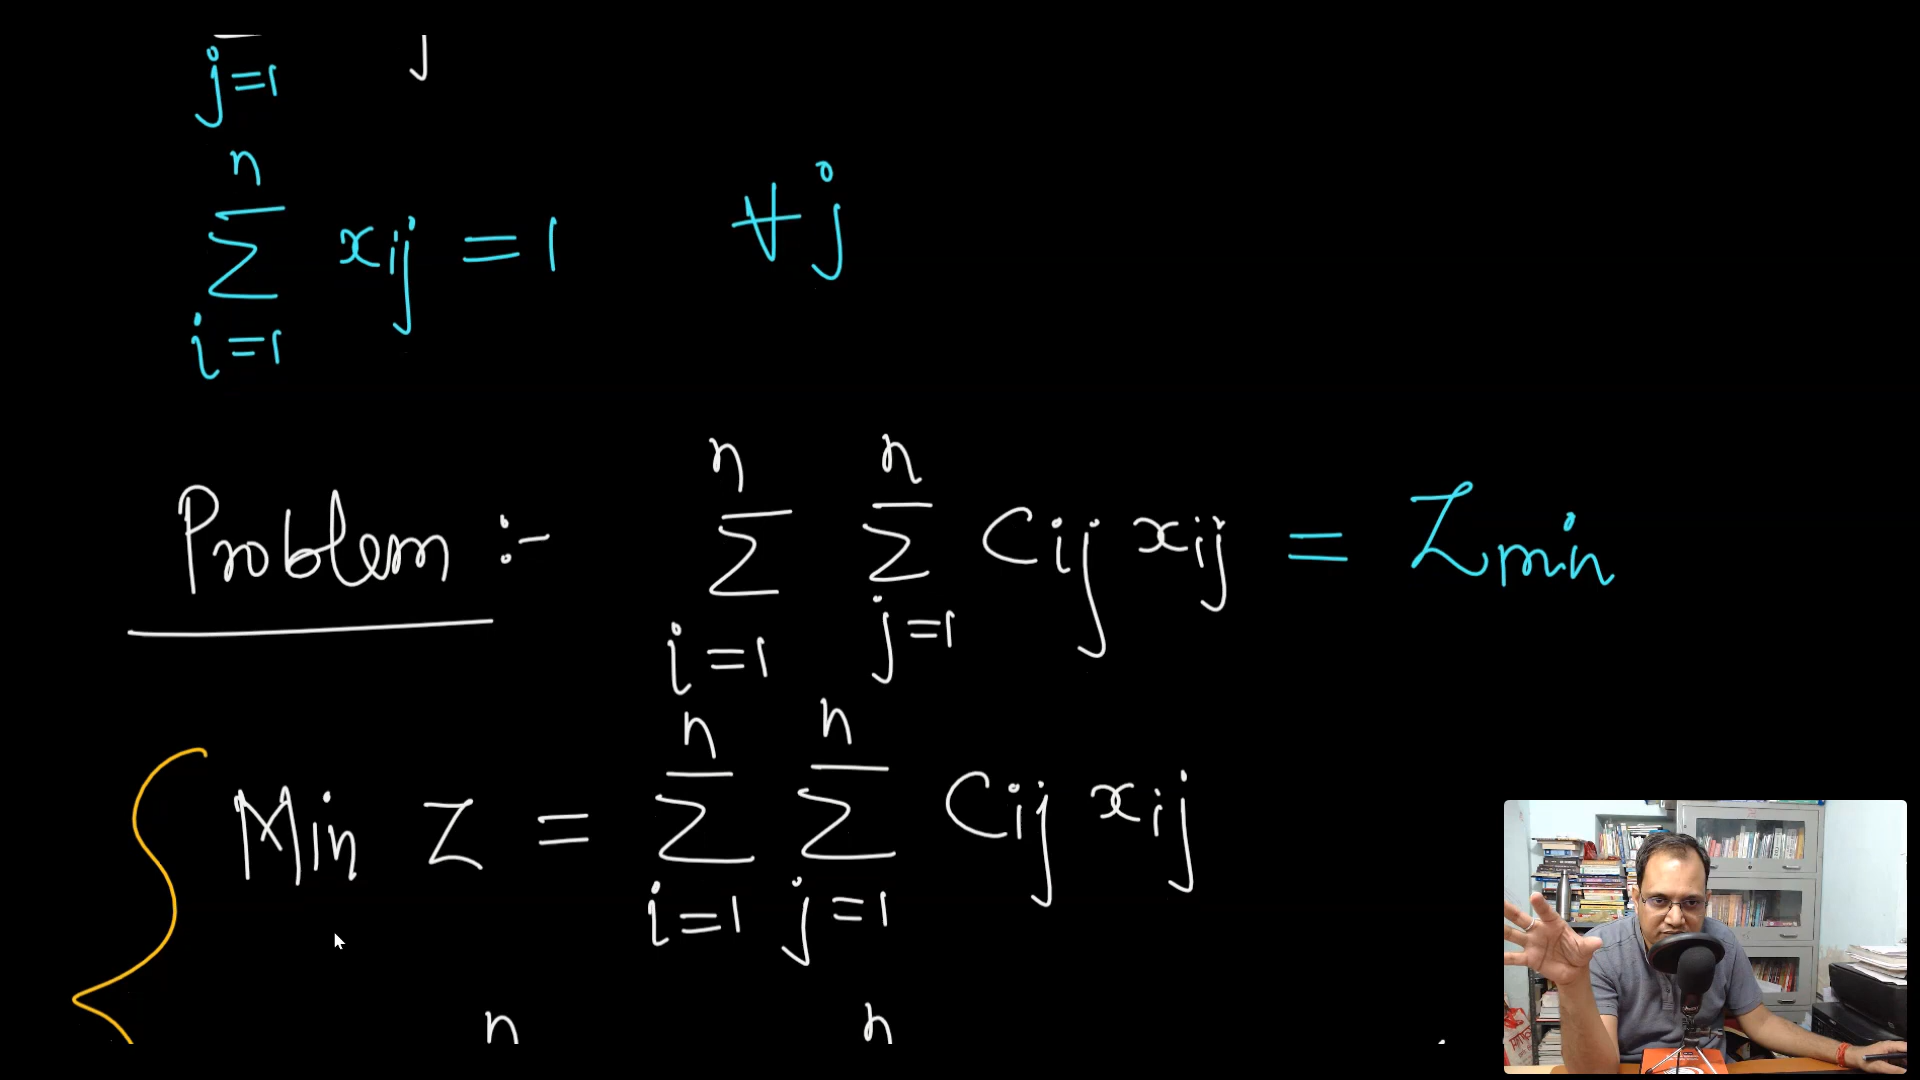 j=1 j
n
Σ xij = 1 ∀j
i=1
n n
Problem :- Σ Σ Cij xij = Zmin
i=1 j=1
n n
Min Z = Σ Σ Cij xij
i=1 j=1
n n